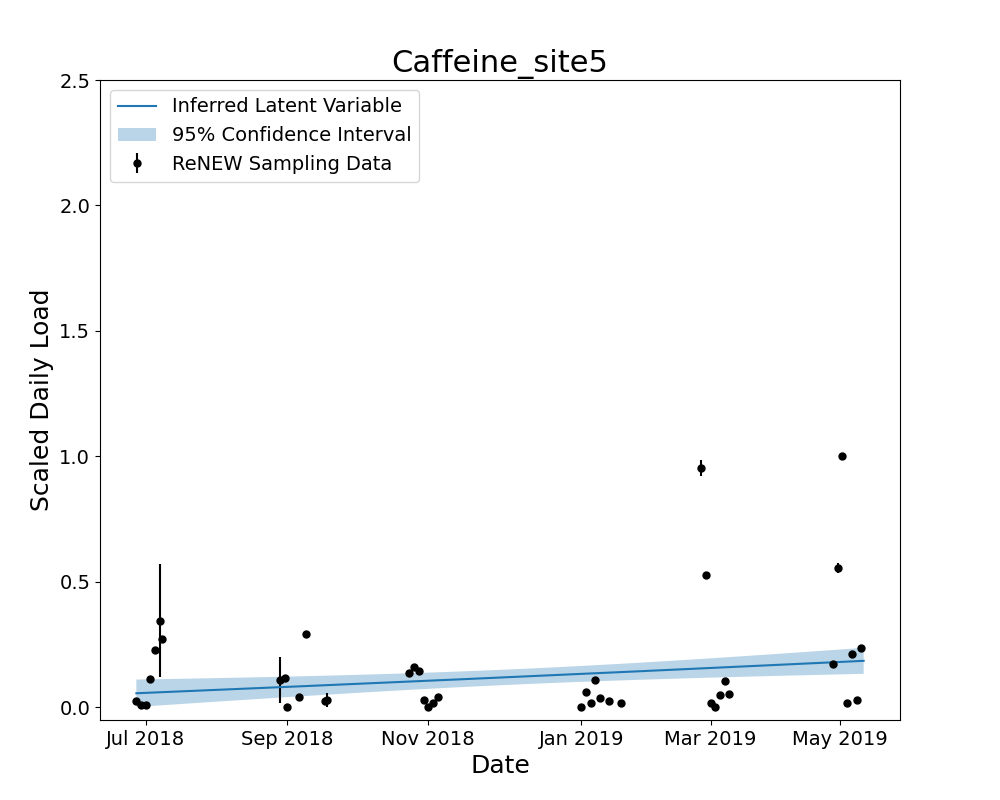 Caffeine_site5
Inferred Latent Variable
95% Confidence Interval
ReNEW Sampling Data
Scaled Daily Load
2.5
2.0
1.5
1.0
0.5
0.0
Jul 2018 Sep 2018 Nov 2018 Jan 2019 Mar 2019 May 2019
Date